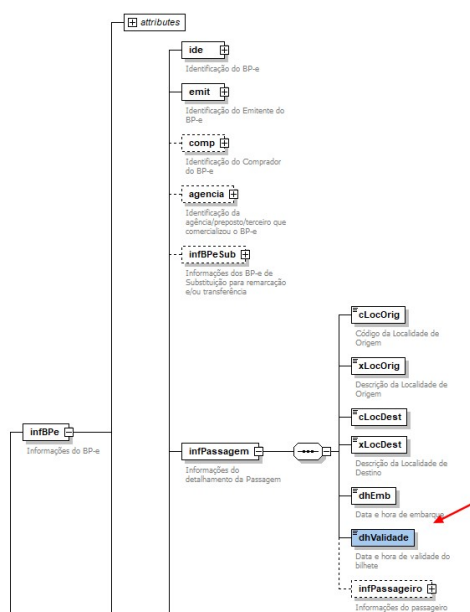 attributes
ide
Identificação do BP-e
emit
Identificação do Emitente do
BP-e
comp
Identificação do Comprador
do BP-e
agencia
Identificação da
agência/preposto/terceiro que
comercializou o BP-e
infBPeSub
Informações dos BP-e de
Substituição para remarcação
e/ou transferência
infBPe
Informações do BP-e
infPassagem
Informações do
detalhamento da Passagem
cLocOrig
Código da Localidade de
Origem
xLocOrig
Descrição da Localidade de
Origem
cLocDest
xLocDest
Descrição da Localidade de
Destino
dhEmb
Data e hora de embarque
dhValidade
Data e hora de validade do
bilhete
infPassageiro
Informações do passageiro